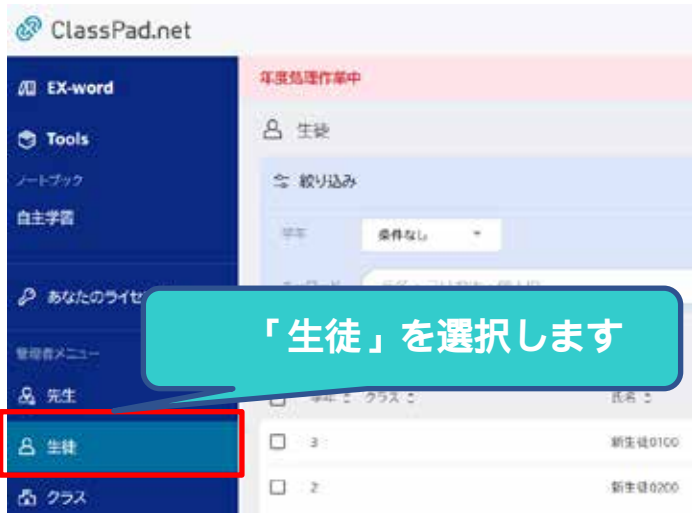 ClassPad.net
EX-word
Tools
ノートブック
自主学習
あなたのライセ
管理者メニュー
先生
生徒
クラス
年度処理作業中
生徒
絞り込み
学年 条件なし
「生徒」を選択します
学年 クラス 氏名
3 新生徒0100
2 新生徒0200